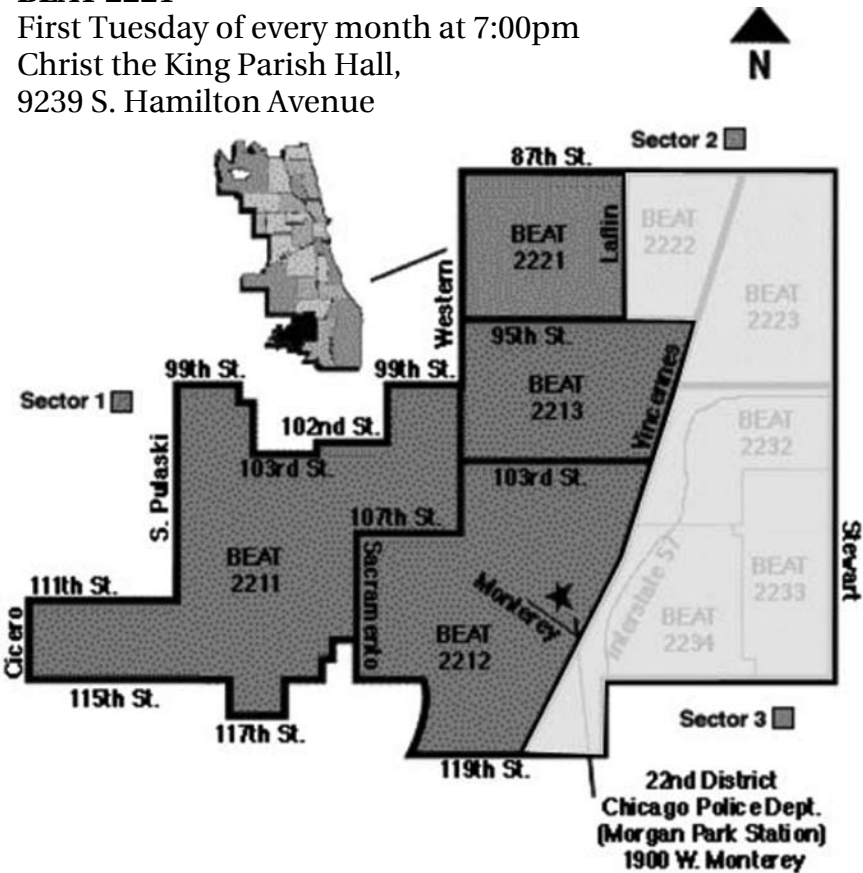 BEAT 2221
First Tuesday of every month at 7:00pm
Christ the King Parish Hall,
9239 S. Hamilton Avenue
N
Sector 2
87th St.
BEAT
2221
Laflin
BEAT
2222
BEAT
2223
Western
95th St.
BEAT
2213
Vincennes
99th St.
99th St.
Sector 1
102nd St.
103rd St.
BEAT
2232
103rd St.
S. Pulaski
107th St.
BEAT
2211
Sacramento
Monterey
BEAT
2212
Interstate 57
BEAT
2233
BEAT
2234
Stewart
111th St.
Cicero
115th St.
117th St.
119th St.
Sector 3
22nd District
Chicago Police Dept.
(Morgan Park Station)
1900 W. Monterey